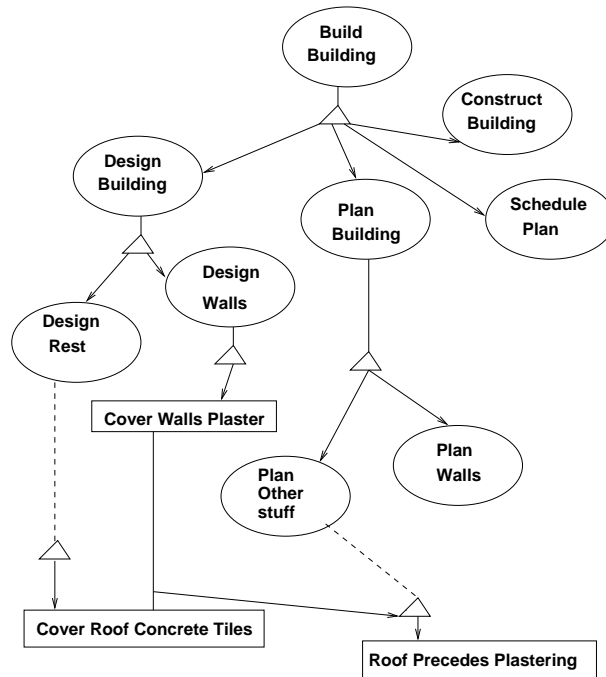 Build
Building
Construct
Building
Design
Building
Plan
Building
Schedule
Plan
Design
Walls
Design
Rest
Cover Walls Plaster
Plan
Walls
Plan
Other
stuff
Cover Roof Concrete Tiles
Roof Precedes Plastering